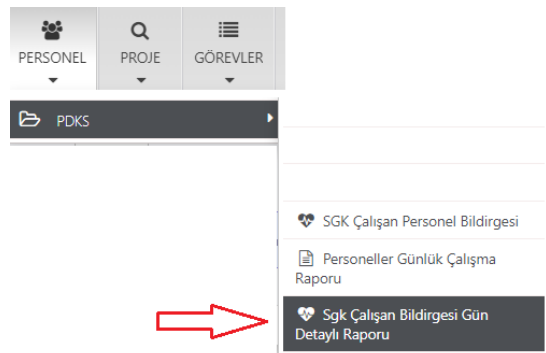 PERSONEL PROJE GÖREVLER
PDKS
SGK Çalışan Personel Bildirgesi
Personeller Günlük Çalışma
Raporu
Sgk Çalışan Bildirgesi Gün
Detaylı Raporu